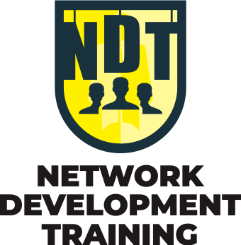 NDT
NETWORK
DEVELOPMENT
TRAINING